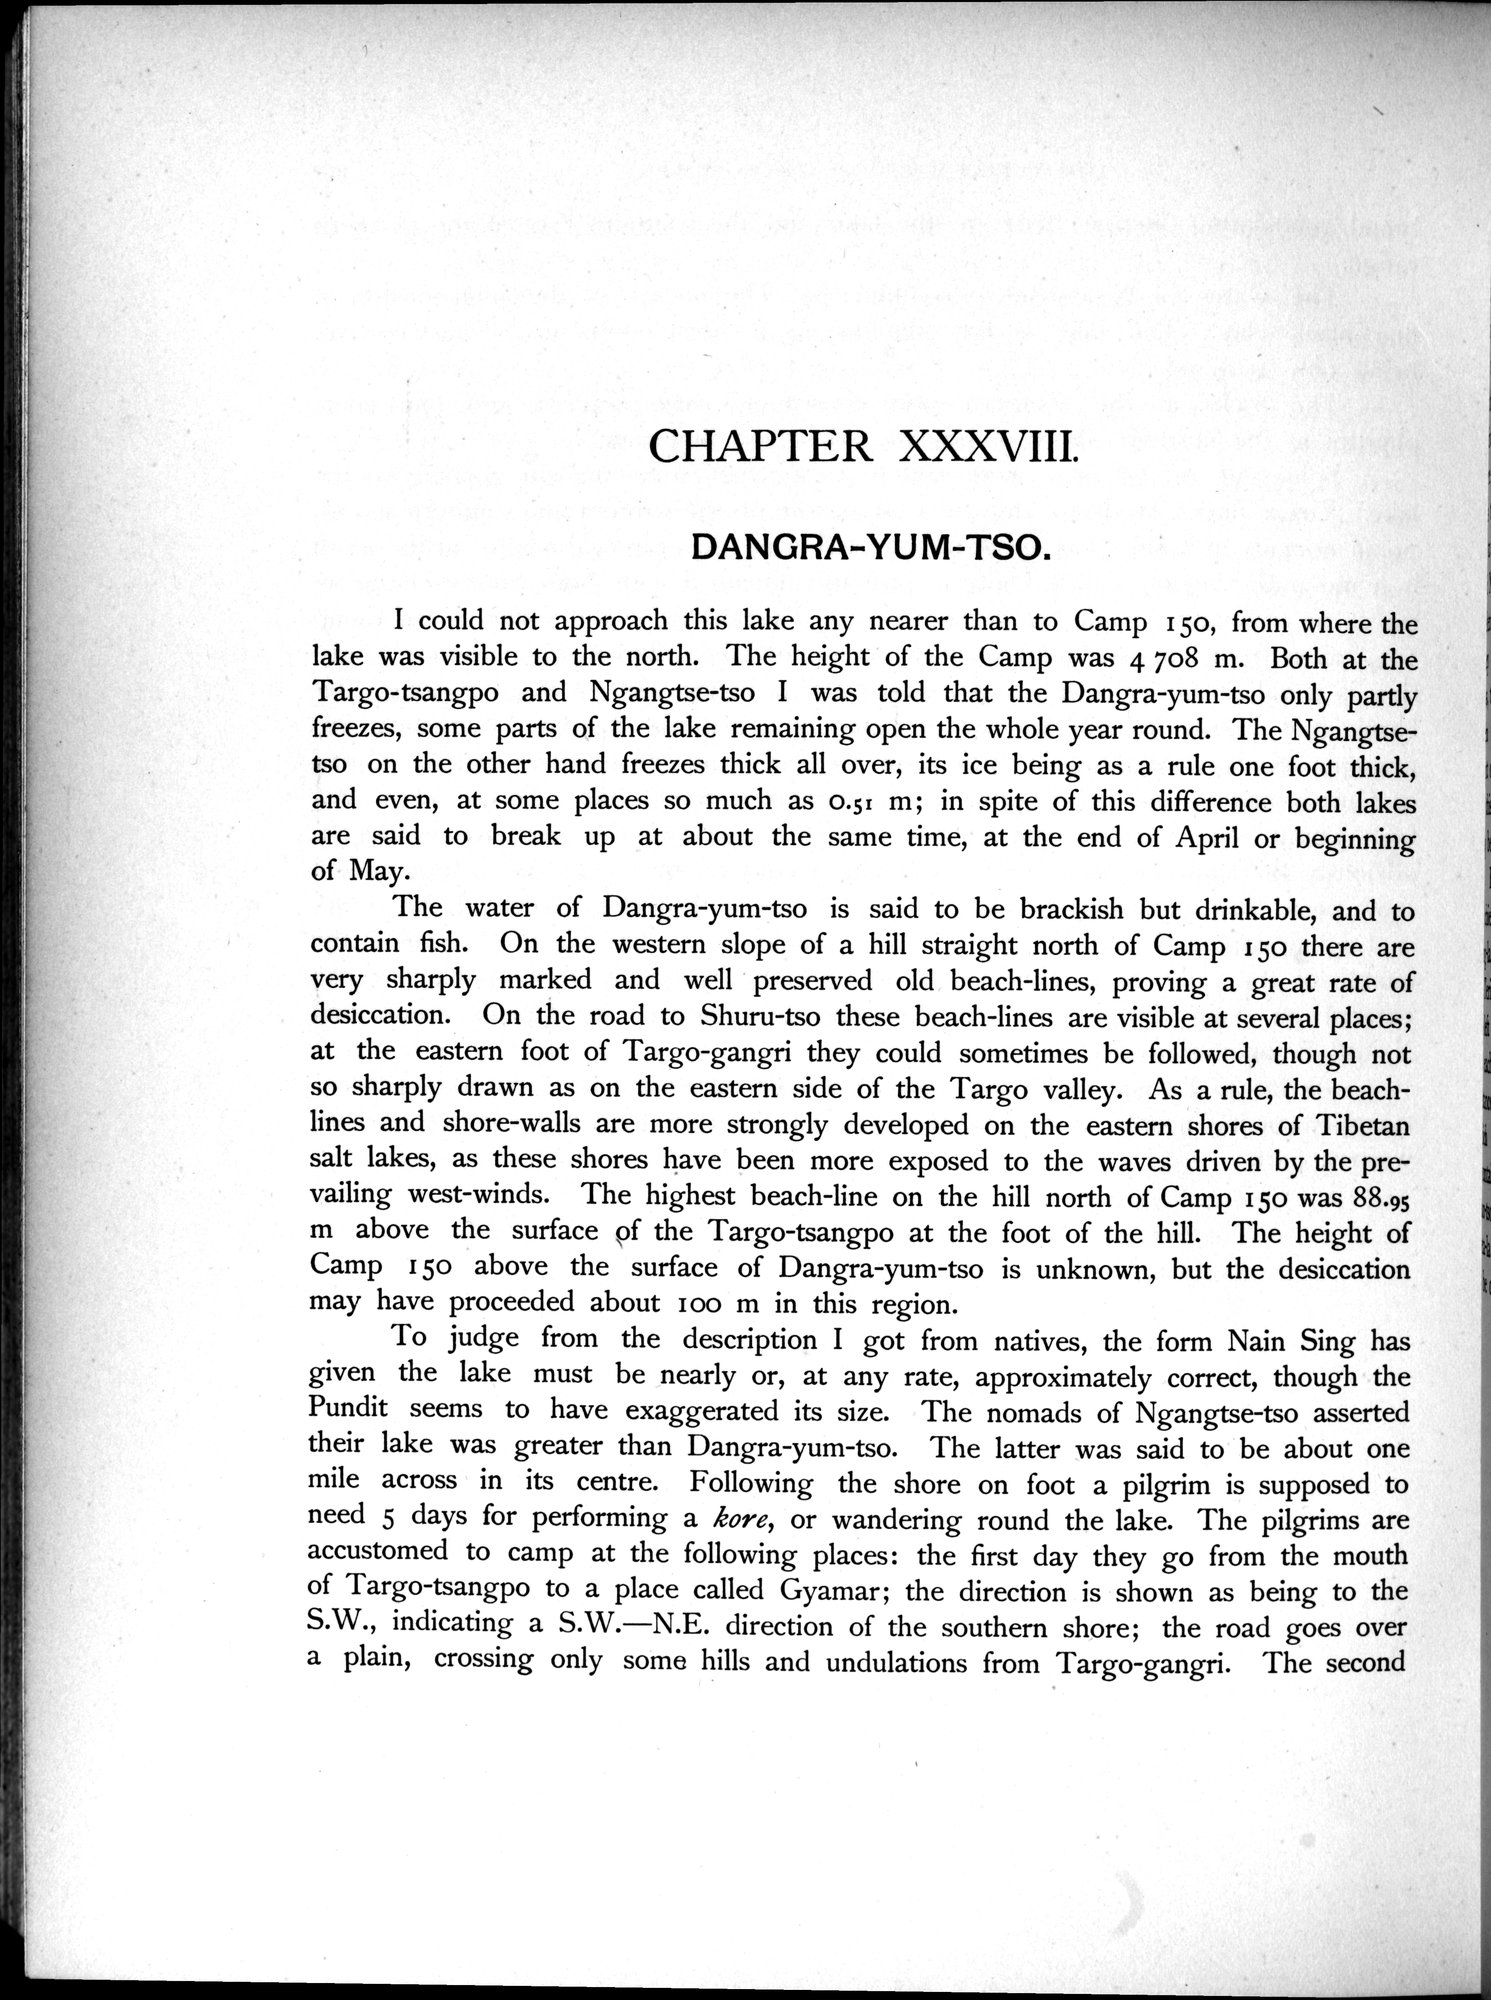 CHAPTER XXXVIII.
DANGRA-YUM-TSO.
I could not approach this lake any nearer than to Camp 150, from where the
lake was visible to the north. The height of the Camp was 4 708 m. Both at the
Targo-tsangpo and Ngangtse-tso I was told that the Dangra-yum-tso only partly
freezes, some parts of the lake remaining open the whole year round. The Ngangtse-
tso on the other hand freezes thick all over, its ice being as a rule one foot thick,
and even, at some places so much as 0.51 m; in spite of this difference both lakes
are said to break up at about the same time, at the end of April or beginning
of May.
The water of Dangra-yum-tso is said to be brackish but drinkable, and to
contain fish. On the western slope of a hill straight north of Camp 150 there are
very sharply marked and well preserved old beach-lines, proving a great rate of
desiccation. On the road to Shuru-tso these beach-lines are visible at several places;
at the eastern foot of Targo-gangri they could sometimes be followed, though not
so sharply drawn as on the eastern side of the Targo valley. As a rule, the beach-
lines and shore-walls are more strongly developed on the eastern shores of Tibetan
salt lakes, as these shores have been more exposed to the waves driven by the pre-
vailing west-winds. The highest beach-line on the hill north of Camp 150 was 88.95
m above the surface of the Targo-tsangpo at the foot of the hill. The height of
Camp 150 above the surface of Dangra-yum-tso is unknown, but the desiccation
may have proceeded about 100 m in this region.
To judge from the description I got from natives, the form Nain Sing has
given the lake must be nearly or, at any rate, approximately correct, though the
Pundit seems to have exaggerated its size. The nomads of Ngangtse-tso asserted
their lake was greater than Dangra-yum-tso. The latter was said to be about one
mile across in its centre. Following the shore on foot a pilgrim is supposed to
need 5 days for performing a kore, or wandering round the lake. The pilgrims are
accustomed to camp at the following places: the first day they go from the mouth
of Targo-tsangpo to a place called Gyamar; the direction is shown as being to the
S.W., indicating a S.W.—N.E. direction of the southern shore; the road goes over
a plain, crossing only some hills and undulations from Targo-gangri. The second